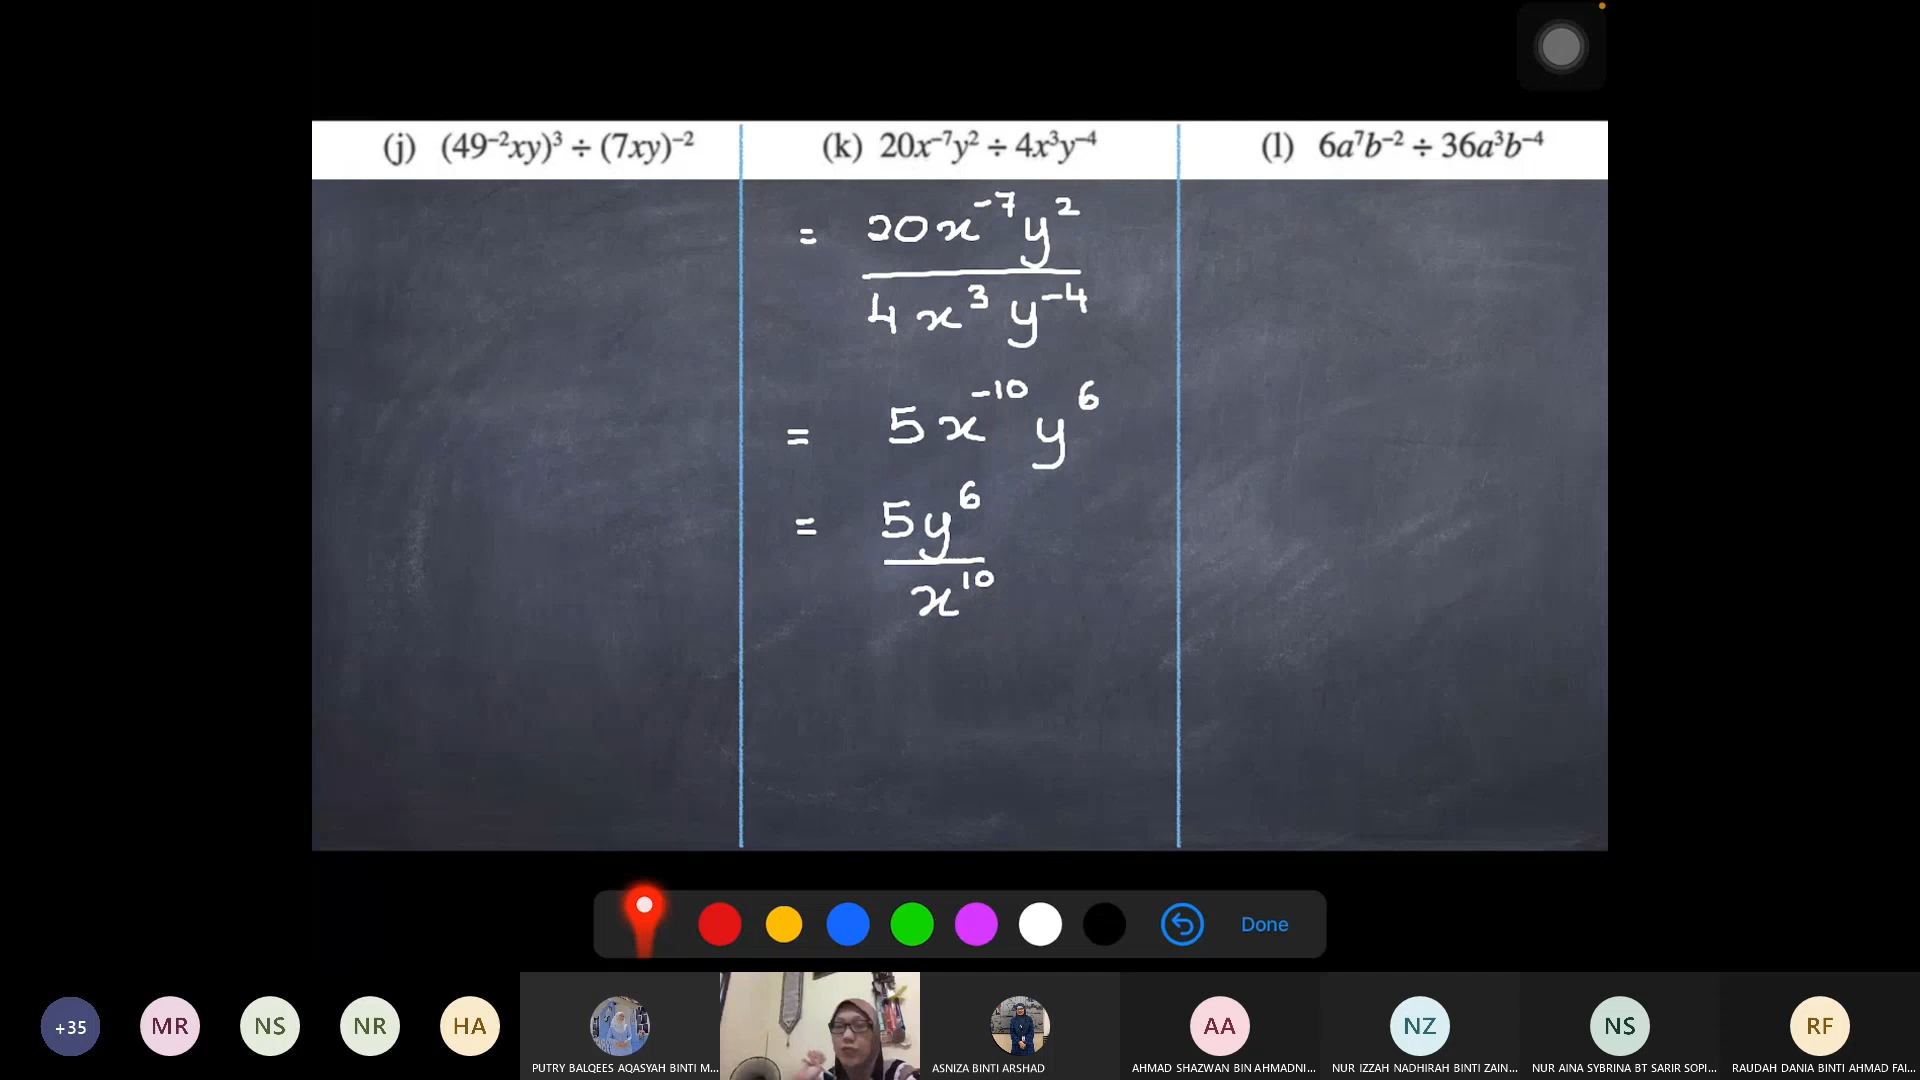 (j) (49⁻²xy)³ ÷ (7xy)⁻²
(k) 20x⁻⁷y² ÷ 4x³y⁻⁴
(l) 6a⁷b⁻² ÷ 36a³b⁻⁴
= 20x⁻⁷y²
4x³y⁻⁴
= 5x⁻¹⁰y⁶
= 5y⁶
x¹⁰
Done
+35
MR
NS
NR
HA
PUTRY BALQEES AQASYAH BINTI M...
ASNIZA BINTI ARSHAD
AA
AHMAD SHAZWAN BIN AHMADNI...
NZ
NUR IZZAH NADHIRAH BINTI ZAIN...
NS
NUR AINA SYBRINA BT SARIR SOPI...
RF
RAUDAH DANIA BINTI AHMAD FAI...